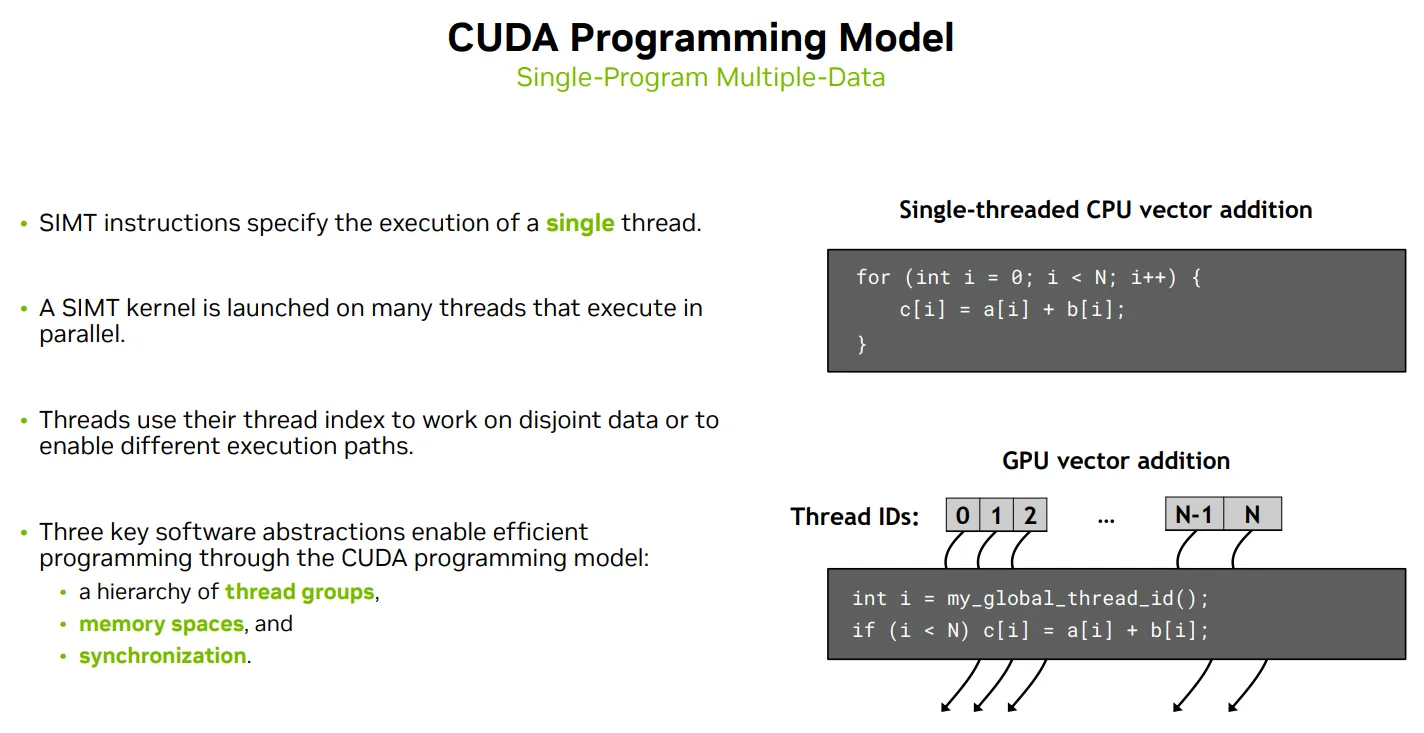 CUDA Programming Model
Single-Program Multiple-Data
• SIMT instructions specify the execution of a single thread.
• A SIMT kernel is launched on many threads that execute in
parallel.
• Threads use their thread index to work on disjoint data or to
enable different execution paths.
• Three key software abstractions enable efficient
programming through the CUDA programming model:
• a hierarchy of thread groups,
• memory spaces, and
• synchronization.
Single-threaded CPU vector addition
for (int i = 0; i < N; i++) {
c[i] = a[i] + b[i];
}
GPU vector addition
Thread IDs: 0 1 2 ... N-1 N
int i = my_global_thread_id();
if (i < N) c[i] = a[i] + b[i];